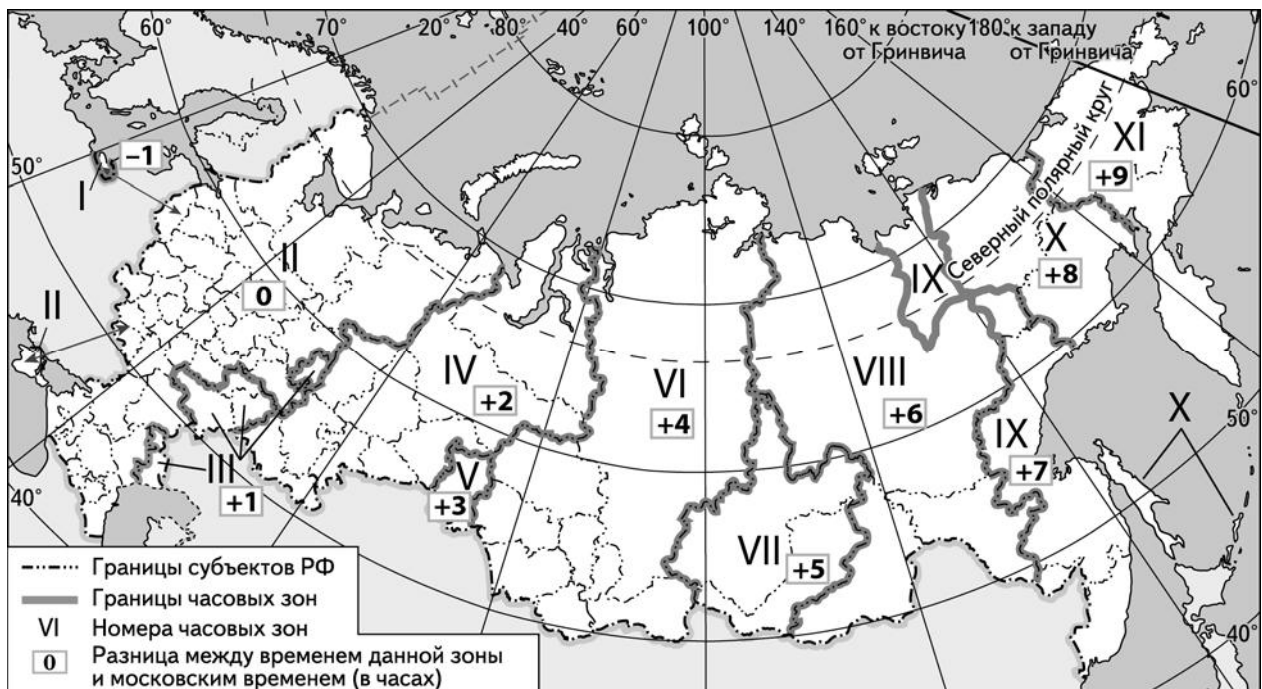 60° 70° 20° 40° 60° 80° 100° 120° 140° 160° к востоку 180° к западу
от Гринвича от Гринвича
60°
50°
I
−1
II
0
II
III
+1
40°
IV
+2
V
+3
VI
+4
VII
+5
VIII
+6
IX
IX
+7
X
+8
XI
+9
Северный полярный круг
X
50°
40°
Границы субъектов РФ
Границы часовых зон
VI Номера часовых зон
0 Разница между временем данной зоны
и московским временем (в часах)